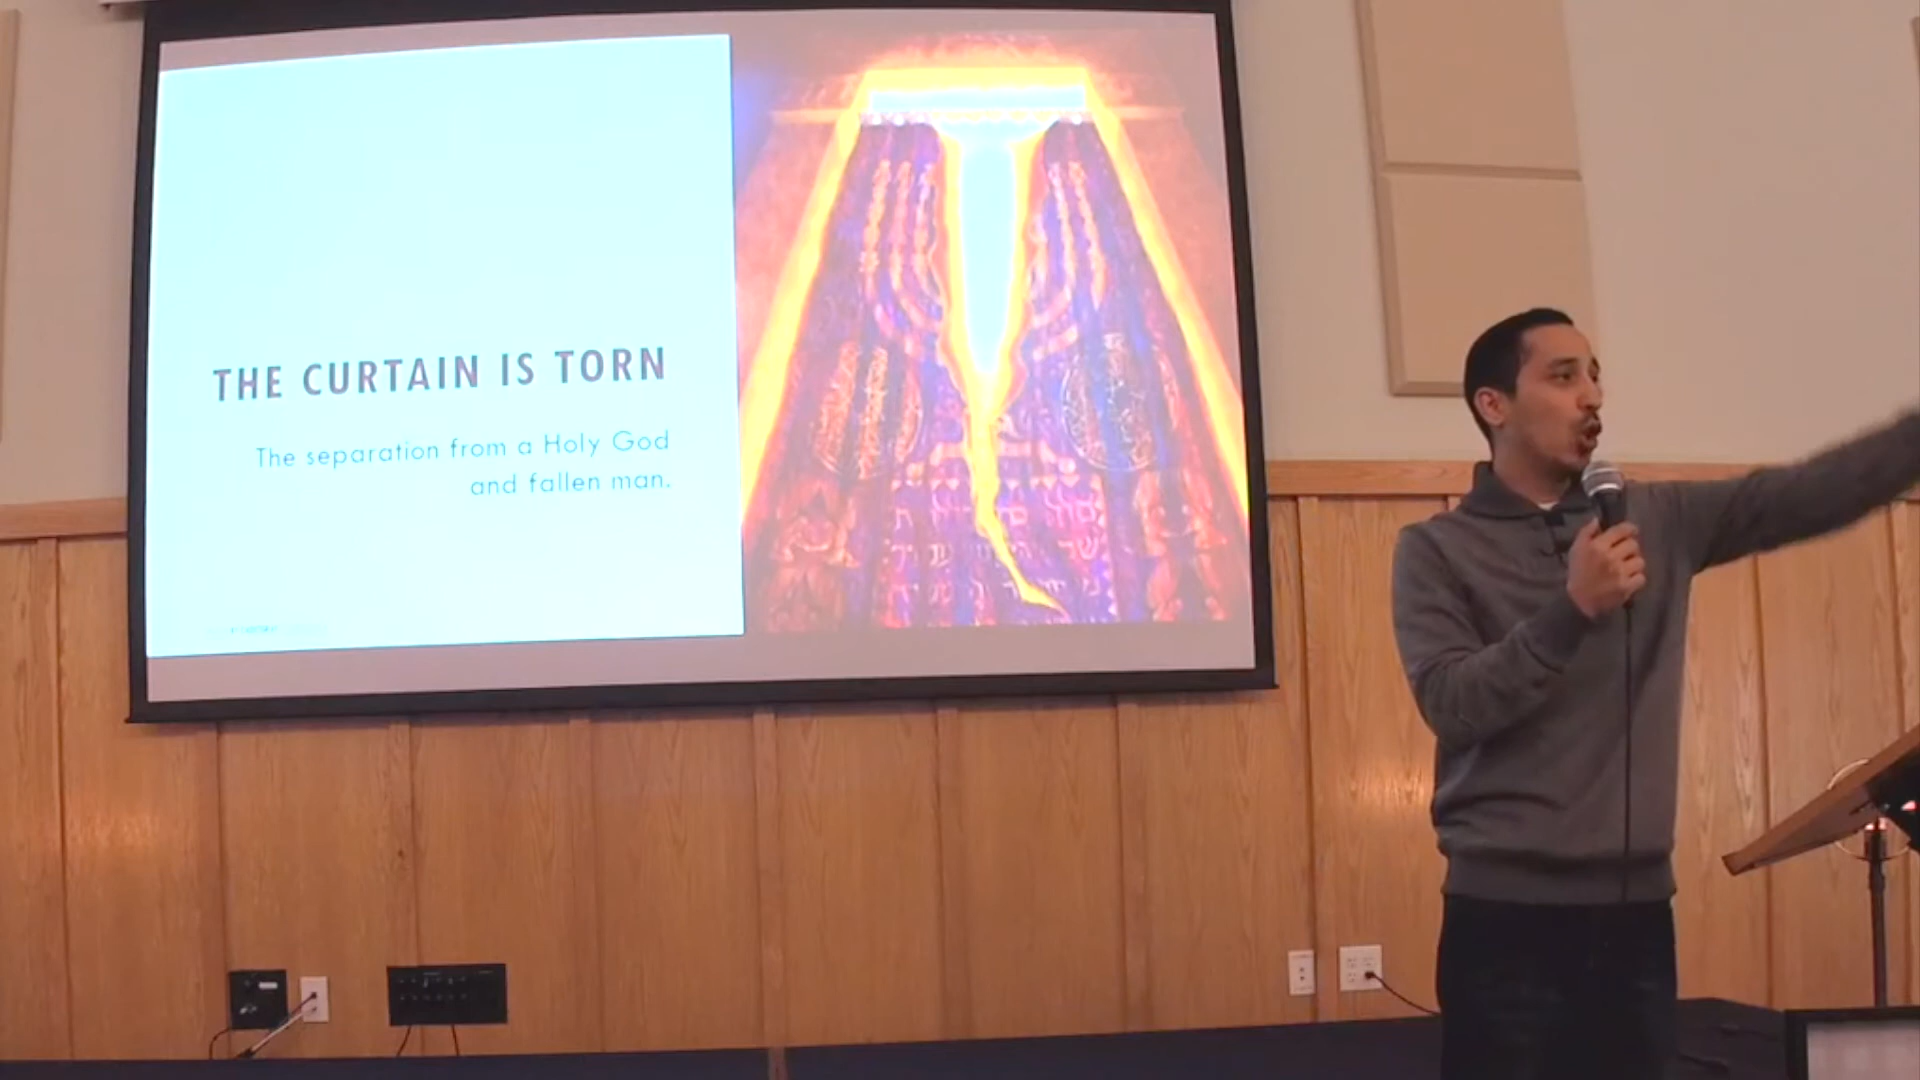 THE CURTAIN IS TORN
The separation from a Holy God
and fallen man.